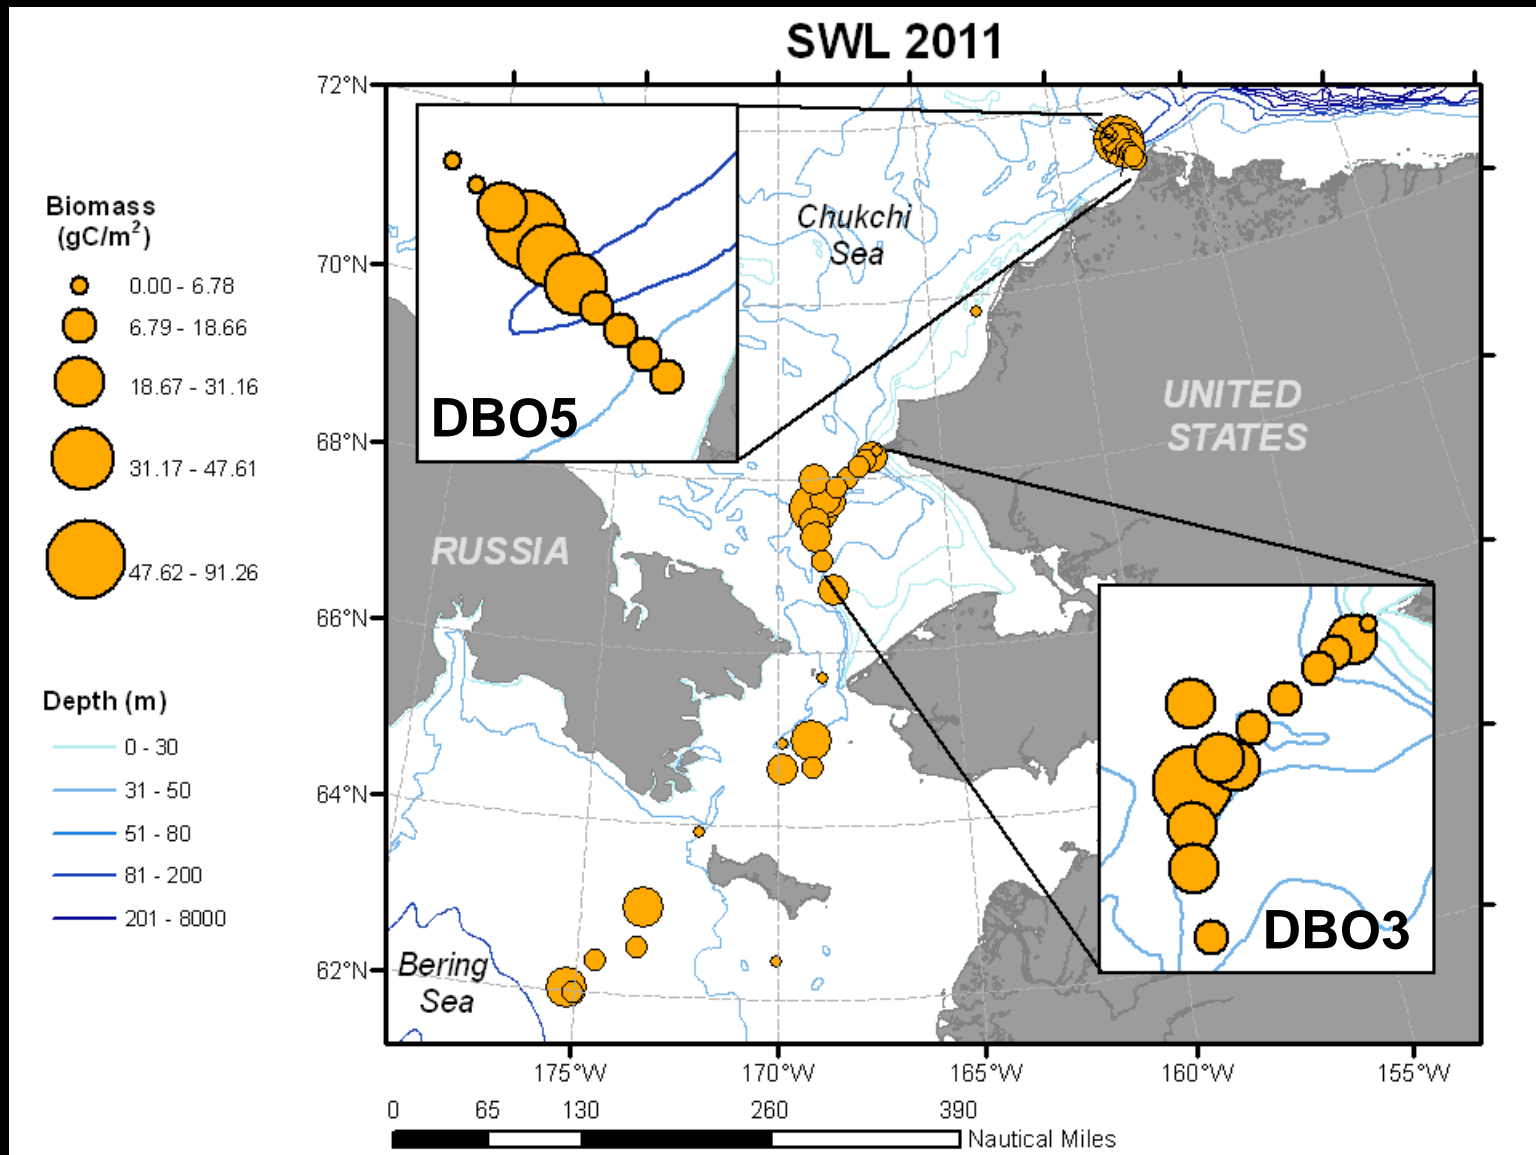 SWL 2011
72°N
70°N
68°N
66°N
64°N
62°N
175°W
170°W
165°W
160°W
155°W
Biomass
(gC/m²)
0.00 - 6.78
6.79 - 18.66
18.67 - 31.16
31.17 - 47.61
47.62 - 91.26
Depth (m)
0 - 30
31 - 50
51 - 80
81 - 200
201 - 8000
DBO5
Chukchi
Sea
UNITED
STATES
RUSSIA
DBO3
Bering
Sea
0 65 130 260 390
Nautical Miles